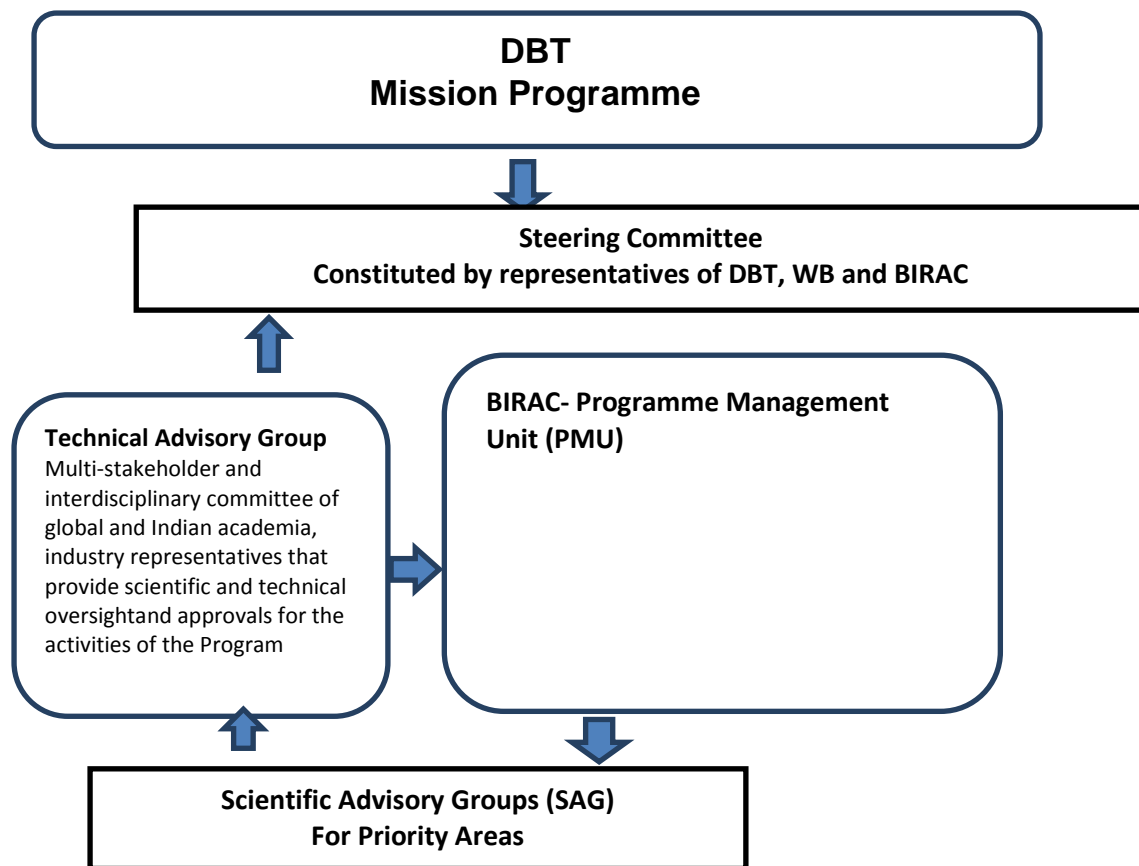 DBT
Mission Programme
Steering Committee
Constituted by representatives of DBT, WB and BIRAC
Technical Advisory Group
Multi-stakeholder and
interdisciplinary committee of
global and Indian academia,
industry representatives that
provide scientific and technical
oversightand approvals for the
activities of the Program
BIRAC- Programme Management
Unit (PMU)
Scientific Advisory Groups (SAG)
For Priority Areas